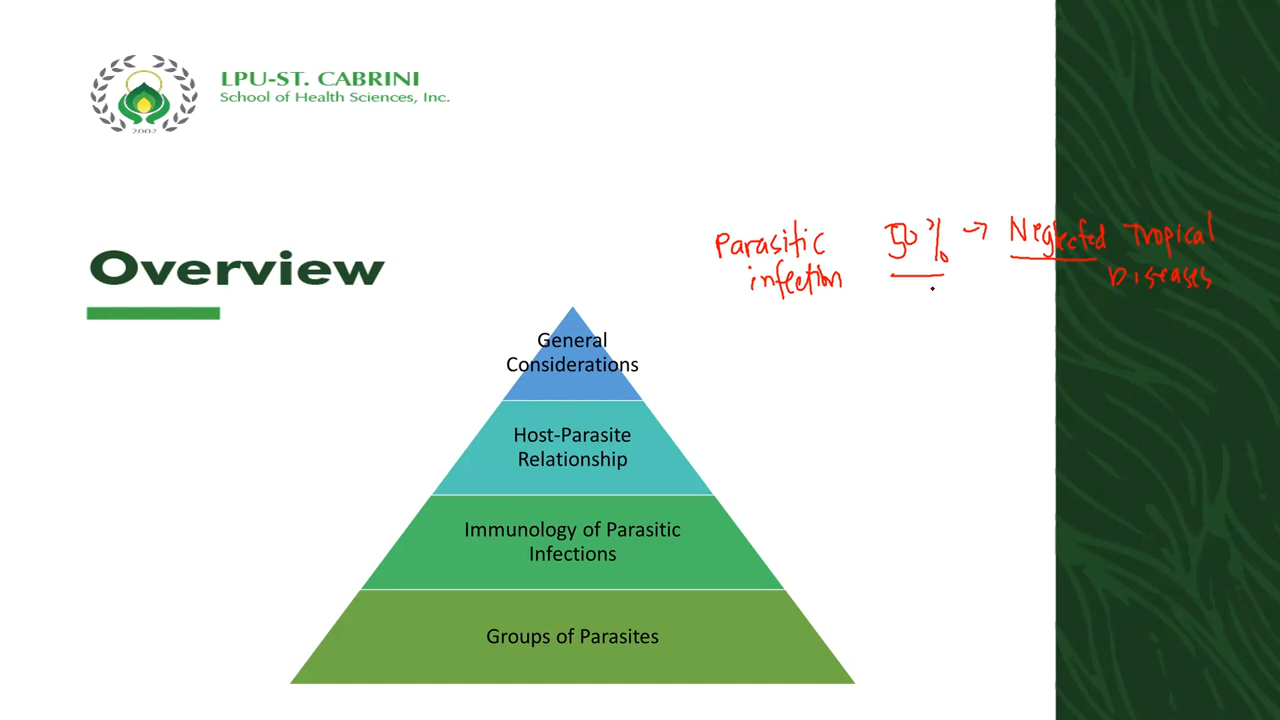 LPU-ST. CABRINI
School of Health Sciences, Inc.
2002
Overview
Parasitic 50% → Neglected Tropical
infection Diseases
General
Considerations
Host-Parasite
Relationship
Immunology of Parasitic
Infections
Groups of Parasites